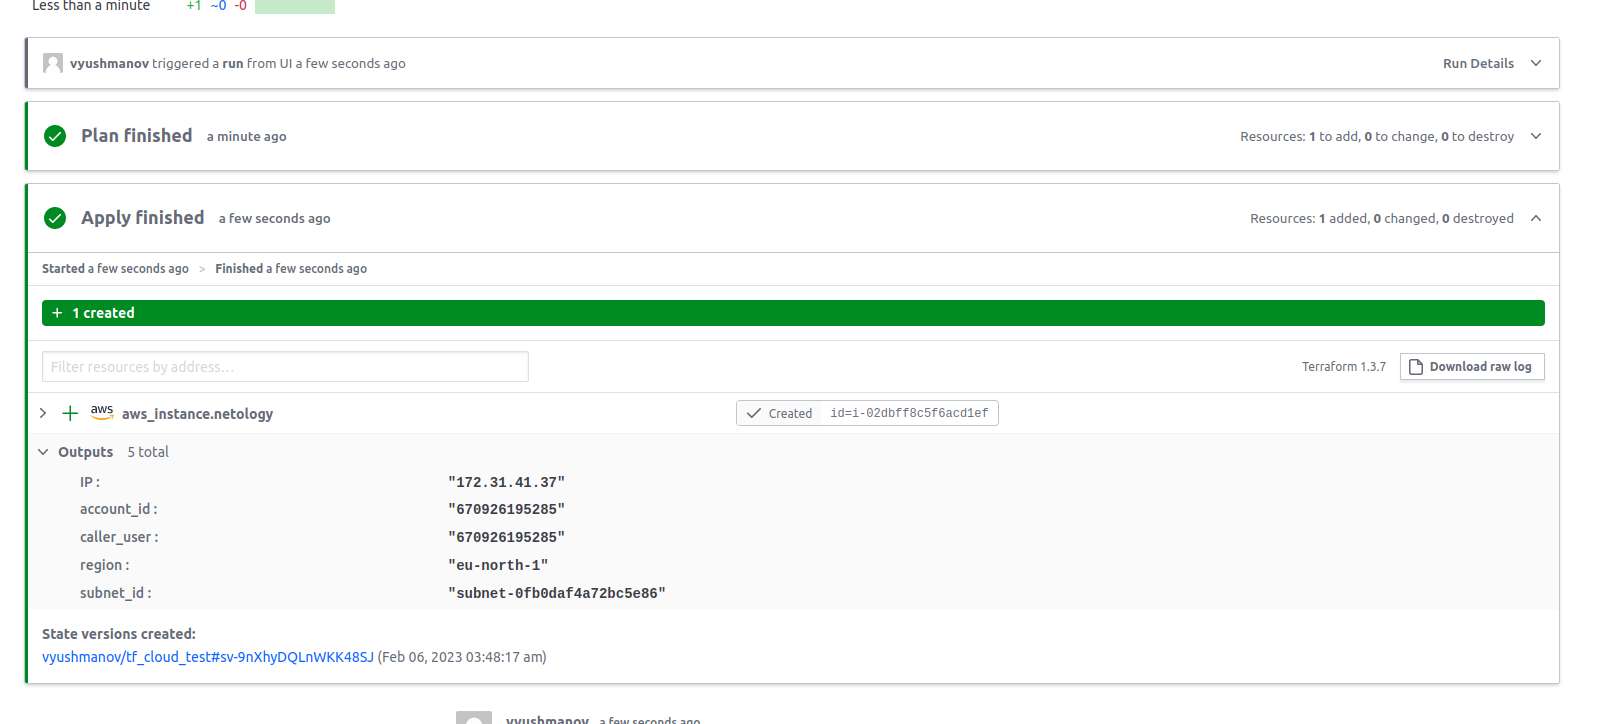 Less than a minute +1 ~0 -0
vyushmanov triggered a run from UI a few seconds ago Run Details
Plan finished a minute ago Resources: 1 to add, 0 to change, 0 to destroy
Apply finished a few seconds ago Resources: 1 added, 0 changed, 0 destroyed
Started a few seconds ago > Finished a few seconds ago
+ 1 created
Filter resources by address... Terraform 1.3.7 Download raw log
+ aws aws_instance.netology Created id=i-02dbff8c5f6acd1ef
Outputs 5 total
IP : "172.31.41.37"
account_id : "670926195285"
caller_user : "670926195285"
region : "eu-north-1"
subnet_id : "subnet-0fb0daf4a72bc5e86"
State versions created:
vyushmanov/tf_cloud_test#sv-9nXhyDQLnWKK48SJ (Feb 06, 2023 03:48:17 am)
vyushmanov a few seconds ago